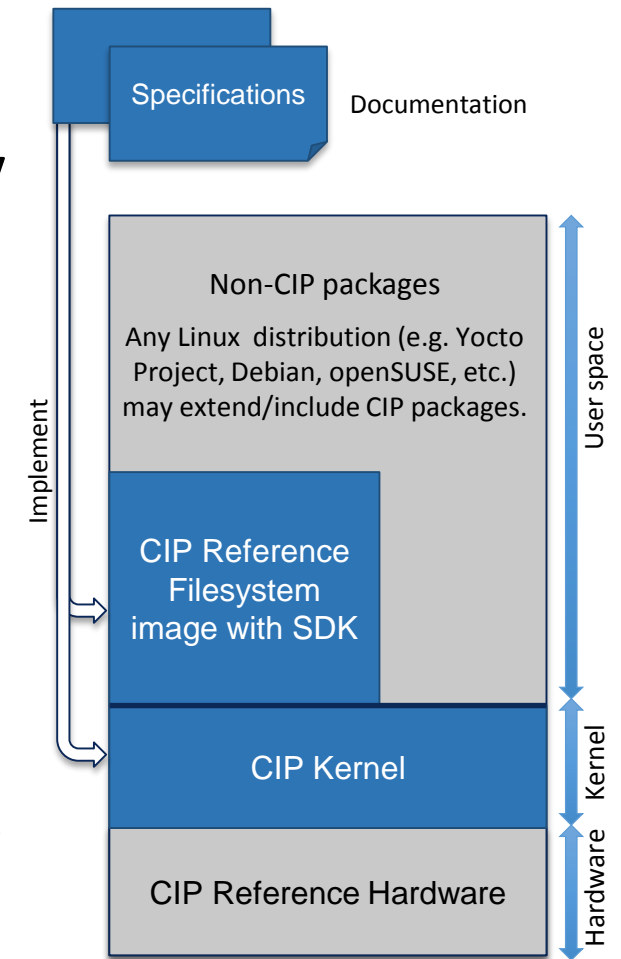 Specifications
Documentation
Non-CIP packages
Any Linux distribution (e.g. Yocto
Project, Debian, openSUSE, etc.)
may extend/include CIP packages.
User space
Implement
CIP Reference
Filesystem
image with SDK
CIP Kernel
Kernel
CIP Reference Hardware
Hardware